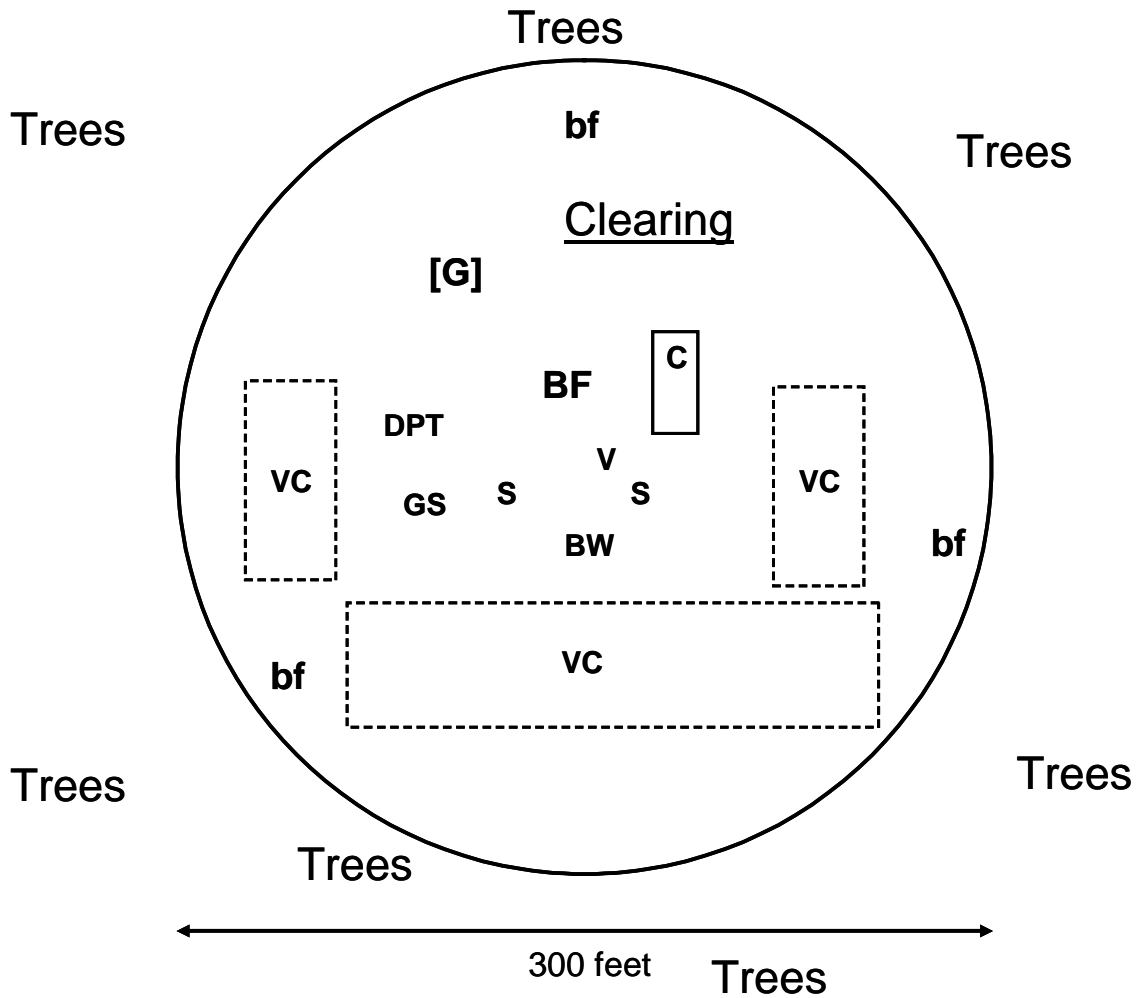 Trees
bf
Trees
Trees
Clearing
[G]
C
BF
DPT
V
VC
VC
S
S
GS
BW
bf
VC
bf
Trees
Trees
Trees
300 feet
Trees